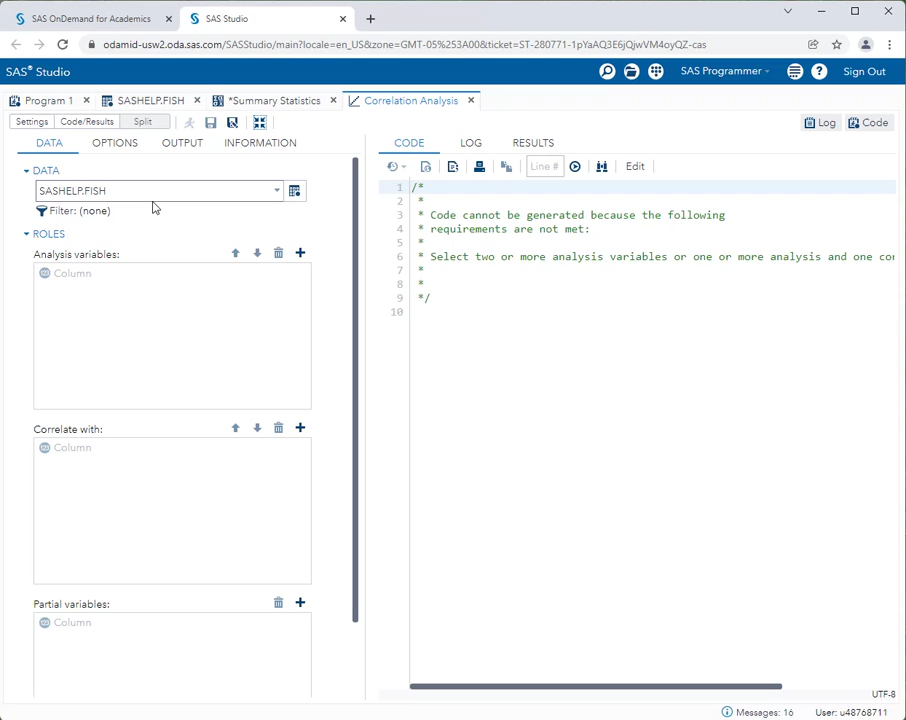 SAS OnDemand for Academics
SAS Studio
odamid-usw2.oda.sas.com/SASStudio/main?locale=en_US&zone=GMT-05%253A00&ticket=ST-280771-1pYaAQ3E6jQjwVM4oyQZ-cas
SAS® Studio
SAS Programmer
Sign Out
Program 1
SASHELP.FISH
*Summary Statistics
Correlation Analysis
Settings
Code/Results
Split
Log
Code
DATA
OPTIONS
OUTPUT
INFORMATION
CODE
LOG
RESULTS
DATA
SASHELP.FISH
Filter: (none)
ROLES
Analysis variables:
Column
Correlate with:
Column
Partial variables:
Column
Line #
Edit
1 /*
2 *
3 * Code cannot be generated because the following
4 * requirements are not met:
5 *
6 * Select two or more analysis variables or one or more analysis and one cor
7 *
8 *
9 */
10
UTF-8
Messages: 16
User: u48768711